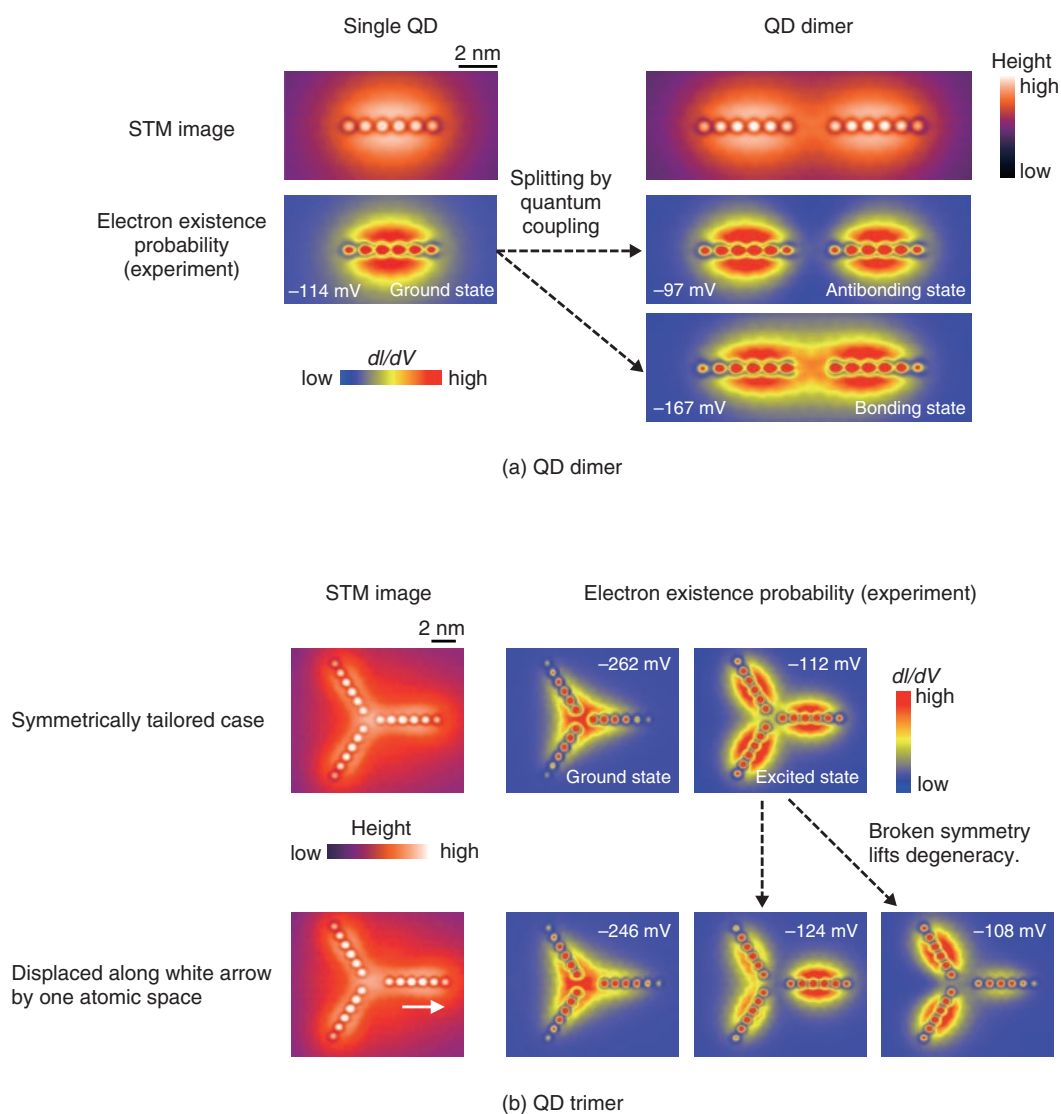 Single QD
QD dimer
2 nm
Height
high
low
STM image
Electron existence
probability
(experiment)
Splitting by
quantum
coupling
–114 mV
Ground state
–97 mV
Antibonding state
dI/dV
low
high
–167 mV
Bonding state
(a) QD dimer
STM image
Electron existence probability (experiment)
2 nm
–262 mV
–112 mV
dI/dV
high
low
Symmetrically tailored case
Ground state
Excited state
Height
low
high
Broken symmetry
lifts degeneracy.
–246 mV
–124 mV
–108 mV
Displaced along white arrow
by one atomic space
(b) QD trimer